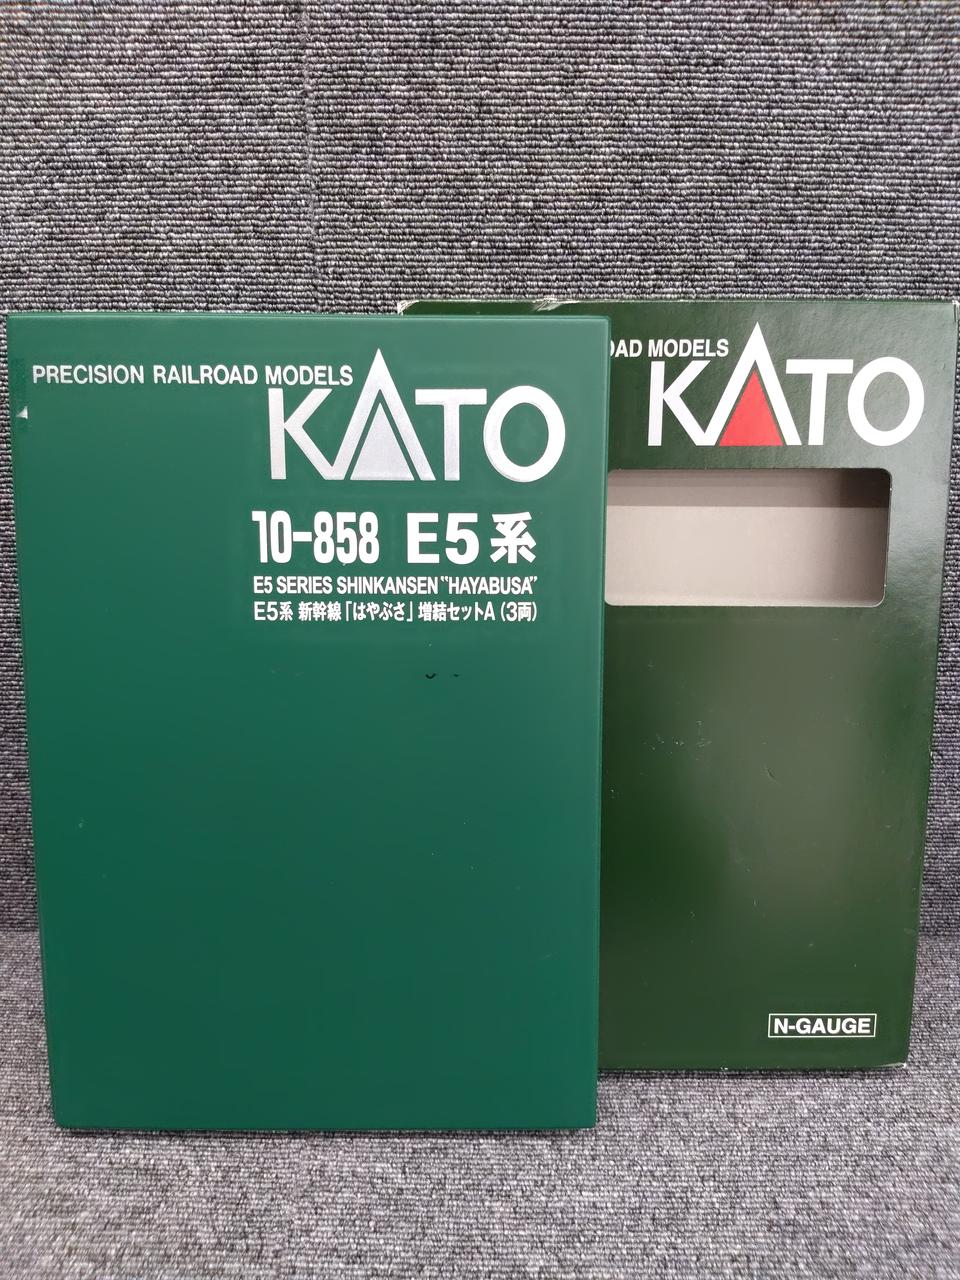 PRECISION RAILROAD MODELS
KATO
10-858 E5系
E5 SERIES SHINKANSEN "HAYABUSA"
E5系 新幹線「はやぶさ」増結セットA(3両)
OAD MODELS
KATO
N-GAUGE